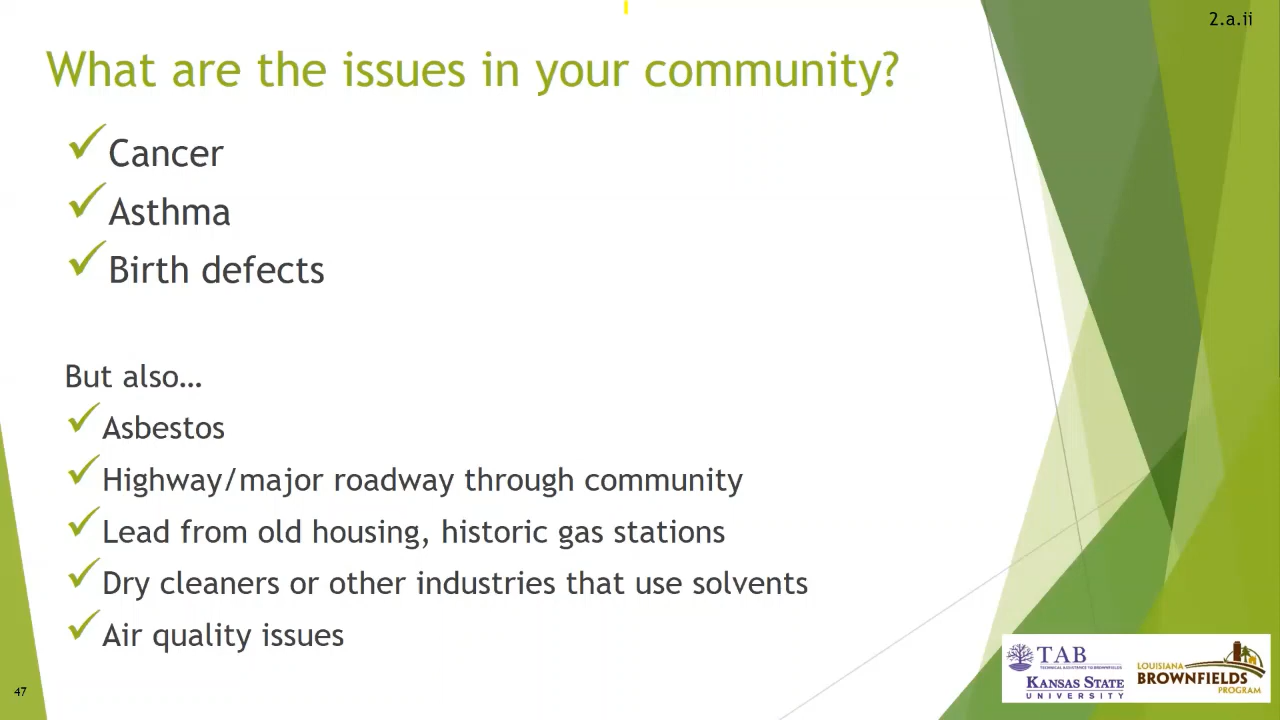 2.a.ii
What are the issues in your community?
✓Cancer
✓Asthma
✓Birth defects
But also…
✓Asbestos
✓Highway/major roadway through community
✓Lead from old housing, historic gas stations
✓Dry cleaners or other industries that use solvents
✓Air quality issues
47
TAB
TECHNICAL ASSISTANCE TO BROWNFIELDS
KANSAS STATE
UNIVERSITY
LOUISIANA
BROWNFIELDS
PROGRAM